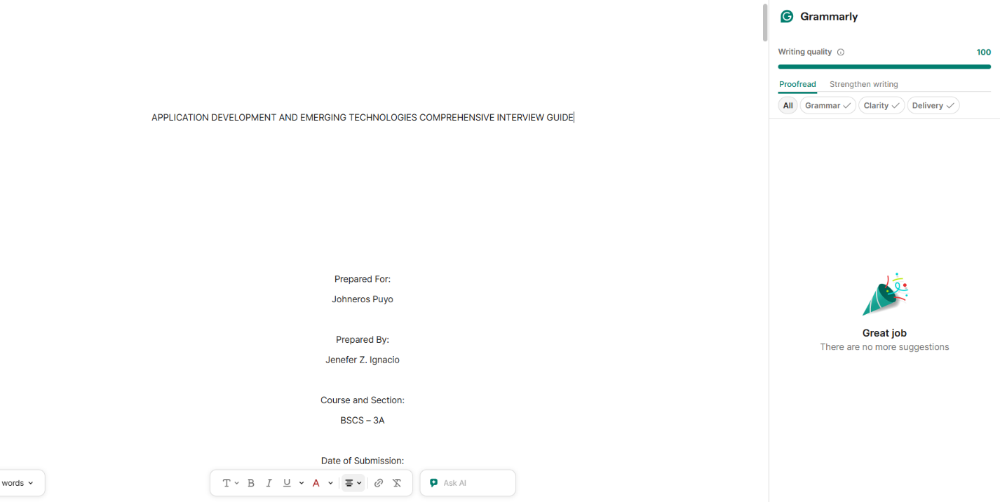 Grammarly
Writing quality 100
Proofread Strengthen writing
All Grammar Clarity Delivery
APPLICATION DEVELOPMENT AND EMERGING TECHNOLOGIES COMPREHENSIVE INTERVIEW GUIDE
Prepared For:
Johneros Puyo
Prepared By:
Jenefer Z. Ignacio
Course and Section:
BSCS – 3A
Date of Submission:
Great job
There are no more suggestions
words
T B I U A Ask AI